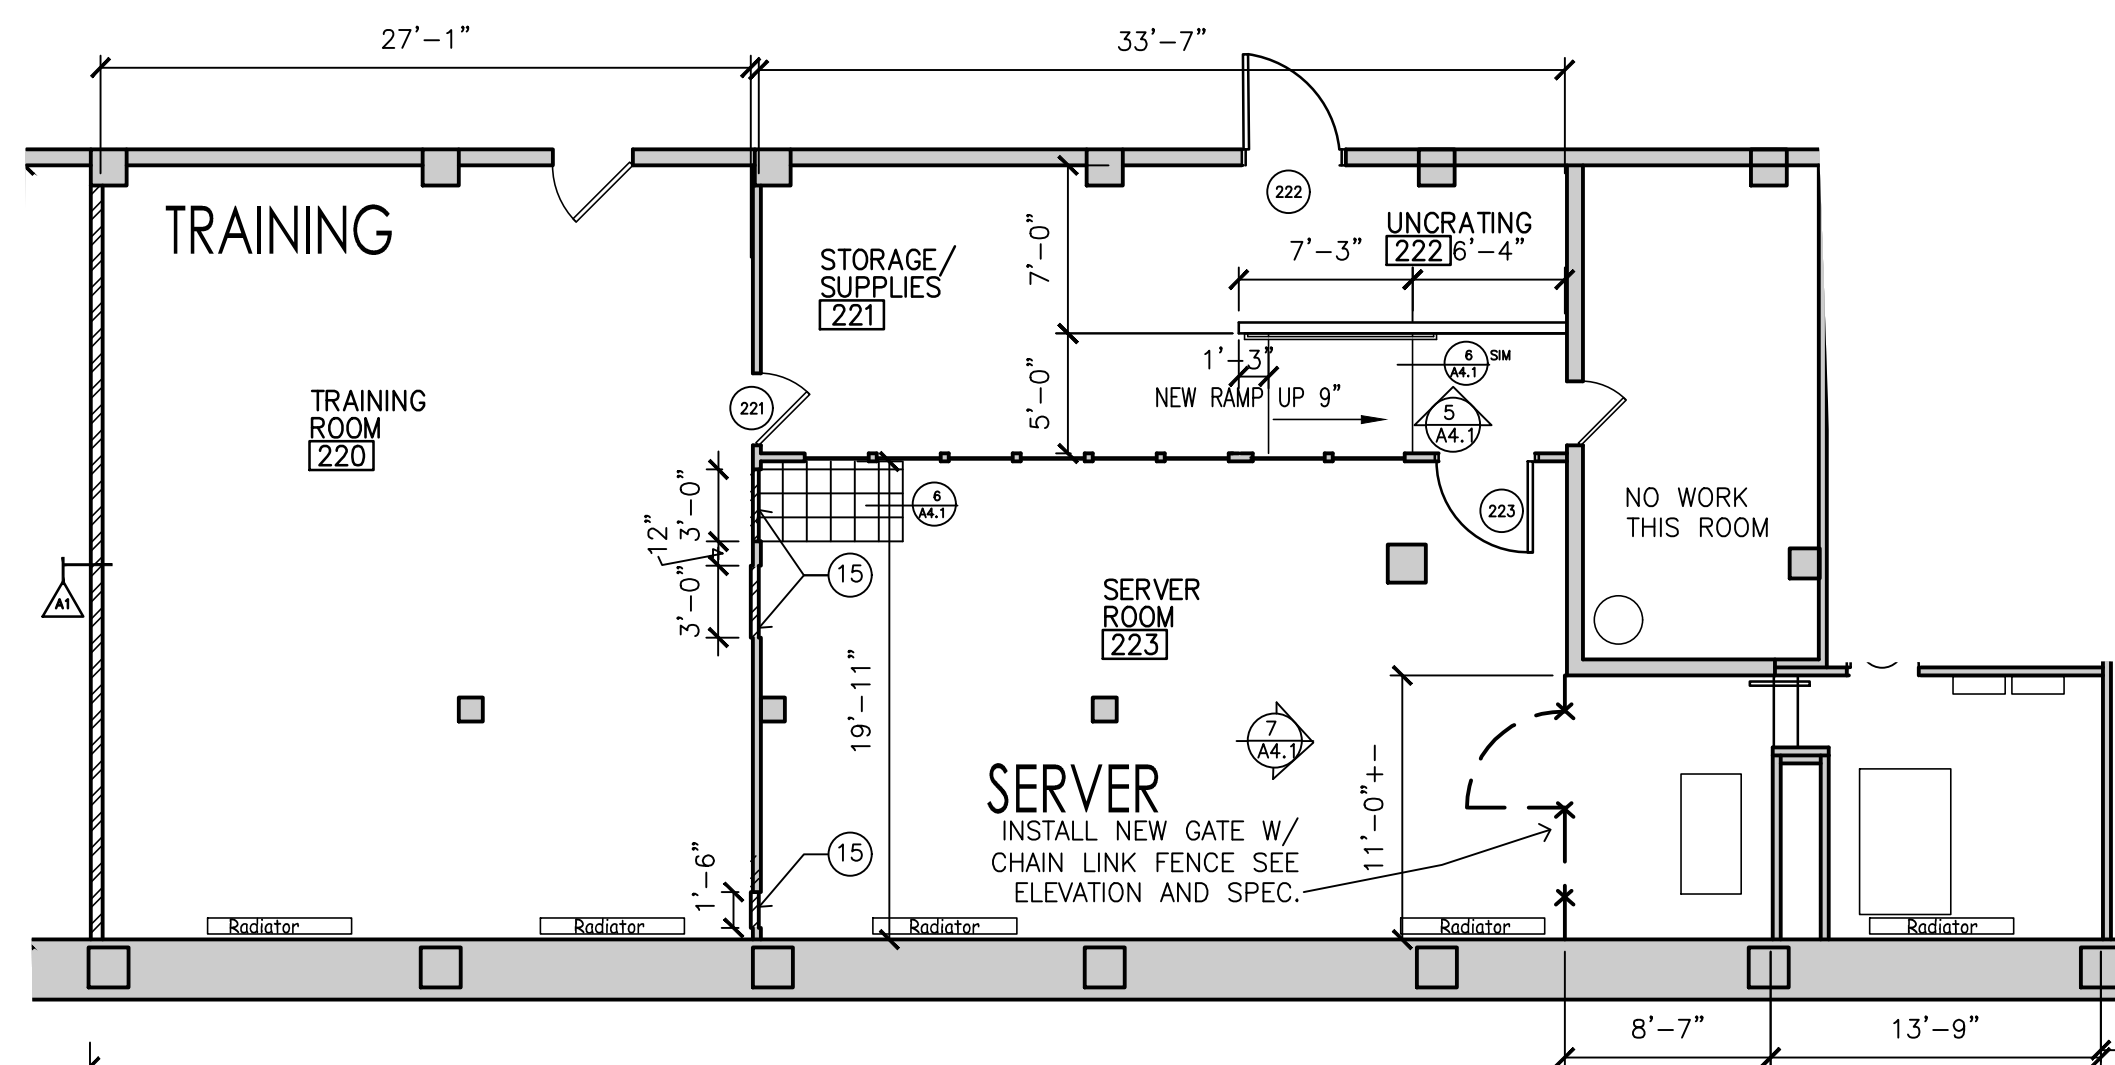 27'-1"
33'-7"
TRAINING
222
UNCRATING
222
7'-3"
6'-4"
7'-0"
STORAGE/
SUPPLIES
221
1'-3"
6 SIM
A4.1
NEW RAMP UP 9"
5'-0"
5
A4.1
TRAINING
ROOM
220
221
3'-0"
12"
3'-0"
6
A4.1
223
NO WORK
THIS ROOM
15
A1
SERVER
ROOM
223
19'-11"
7
A4.1
11'-0"+-
SERVER
INSTALL NEW GATE W/
CHAIN LINK FENCE SEE
ELEVATION AND SPEC.
15
1'-6"
Radiator
Radiator
Radiator
Radiator
Radiator
8'-7"
13'-9"